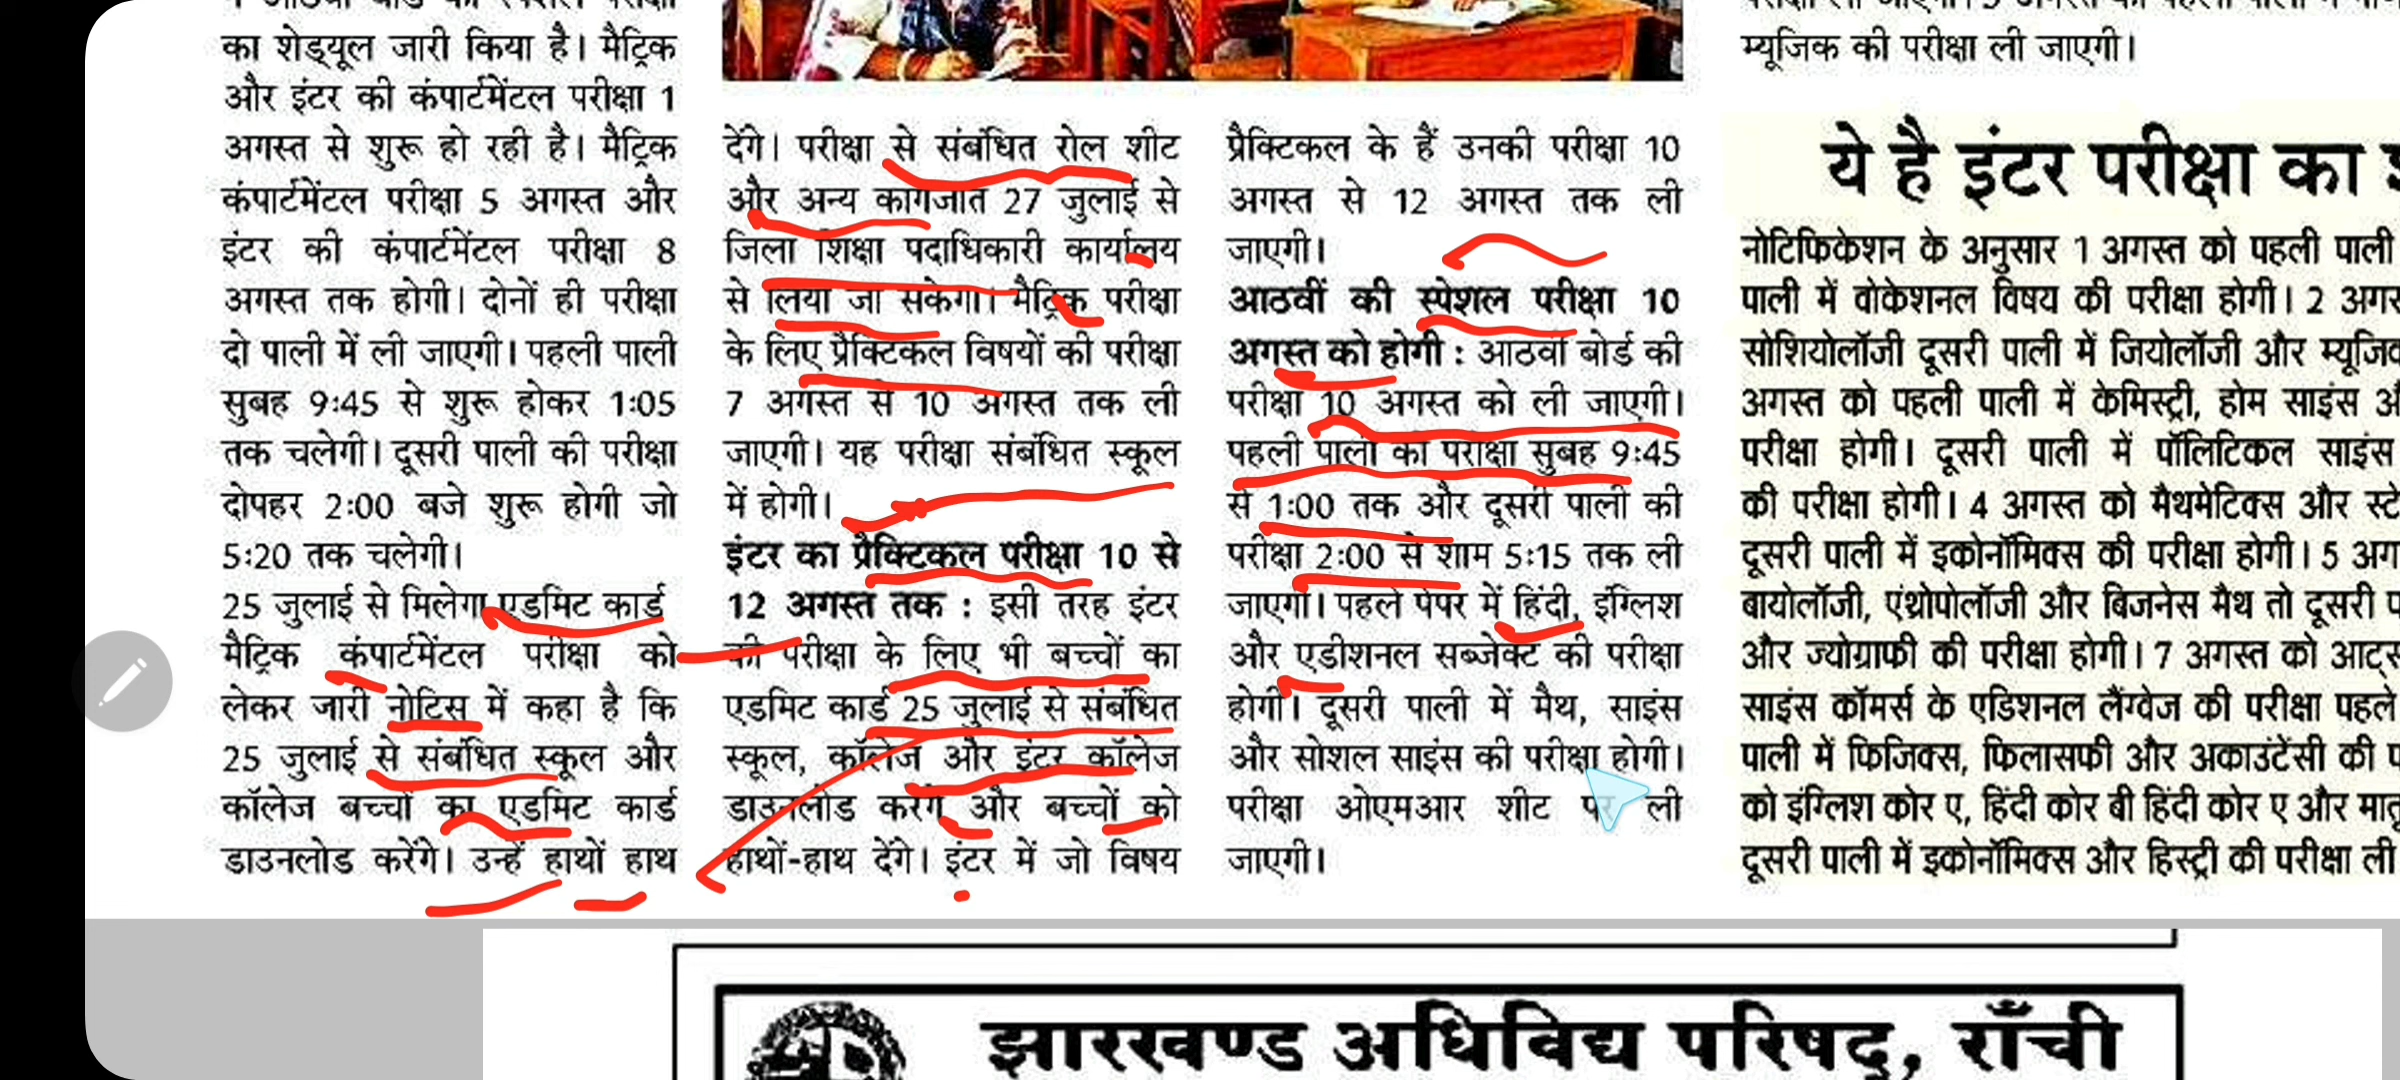 का शेड्यूल जारी किया है। मैट्रिक
और इंटर की कंपार्टमेंटल परीक्षा 1
अगस्त से शुरू हो रही है। मैट्रिक
कंपार्टमेंटल परीक्षा 5 अगस्त और
इंटर की कंपार्टमेंटल परीक्षा 8
अगस्त तक होगी। दोनों ही परीक्षा
दो पाली में ली जाएगी। पहली पाली
सुबह 9:45 से शुरू होकर 1:05
तक चलेगी। दूसरी पाली की परीक्षा
दोपहर 2:00 बजे शुरू होगी जो
5:20 तक चलेगी।
25 जुलाई से मिलेगा एडमिट कार्ड
मैट्रिक कंपार्टमेंटल परीक्षा को
लेकर जारी नोटिस में कहा है कि
25 जुलाई से संबंधित स्कूल और
कॉलेज बच्चों का एडमिट कार्ड
डाउनलोड करेंगे। उन्हें हाथों हाथ
देंगे। परीक्षा से संबंधित रोल शीट
और अन्य कागजात 27 जुलाई से
जिला शिक्षा पदाधिकारी कार्यालय
से लिया जा सकेगा। मैट्रिक परीक्षा
के लिए प्रैक्टिकल विषयों की परीक्षा
7 अगस्त से 10 अगस्त तक ली
जाएगी। यह परीक्षा संबंधित स्कूल
में होगी।
इंटर का प्रैक्टिकल परीक्षा 10 से
12 अगस्त तक : इसी तरह इंटर
की परीक्षा के लिए भी बच्चों का
एडमिट कार्ड 25 जुलाई से संबंधित
स्कूल, कॉलेज और इंटर कॉलेज
डाउनलोड करेंगे और बच्चों को
हाथों-हाथ देंगे। इंटर में जो विषय
प्रैक्टिकल के हैं उनकी परीक्षा 10
अगस्त से 12 अगस्त तक ली
जाएगी।
आठवीं की स्पेशल परीक्षा 10
अगस्त को होगी : आठवीं बोर्ड की
परीक्षा 10 अगस्त को ली जाएगी।
पहली पाली की परीक्षा सुबह 9:45
से 1:00 तक और दूसरी पाली की
परीक्षा 2:00 से शाम 5:15 तक ली
जाएगी। पहले पेपर में हिंदी, इंग्लिश
और एडीशनल सब्जेक्ट की परीक्षा
होगी। दूसरी पाली में मैथ, साइंस
और सोशल साइंस की परीक्षा होगी।
परीक्षा ओएमआर शीट पर ली
जाएगी।
म्यूजिक की परीक्षा ली जाएगी।
ये है इंटर परीक्षा का
नोटिफिकेशन के अनुसार 1 अगस्त को पहली पाली
पाली में वोकेशनल विषय की परीक्षा होगी। 2
सोशियोलॉजी दूसरी पाली में जियोलॉजी और
अगस्त को पहली पाली में केमिस्ट्री, होम साइंस
परीक्षा होगी। दूसरी पाली में पॉलिटिकल साइंस
की परीक्षा होगी। 4 अगस्त को मैथमेटिक्स और
दूसरी पाली में इकोनॉमिक्स की परीक्षा होगी। 5
बायोलॉजी, एंथ्रोपोलॉजी और बिजनेस मैथ तो दूसरी
और ज्योग्राफी की परीक्षा होगी। 7 अगस्त को
साइंस कॉमर्स के एडिशनल लैंग्वेज की परीक्षा पहले
पाली में फिजिक्स, फिलासफी और अकाउंटेंसी की
को इंग्लिश कोर ए, हिंदी कोर बी हिंदी कोर ए और
दूसरी पाली में इकोनॉमिक्स और हिस्ट्री की परीक्षा ली
झारखण्ड अधिविद्य परिषद्, राँची